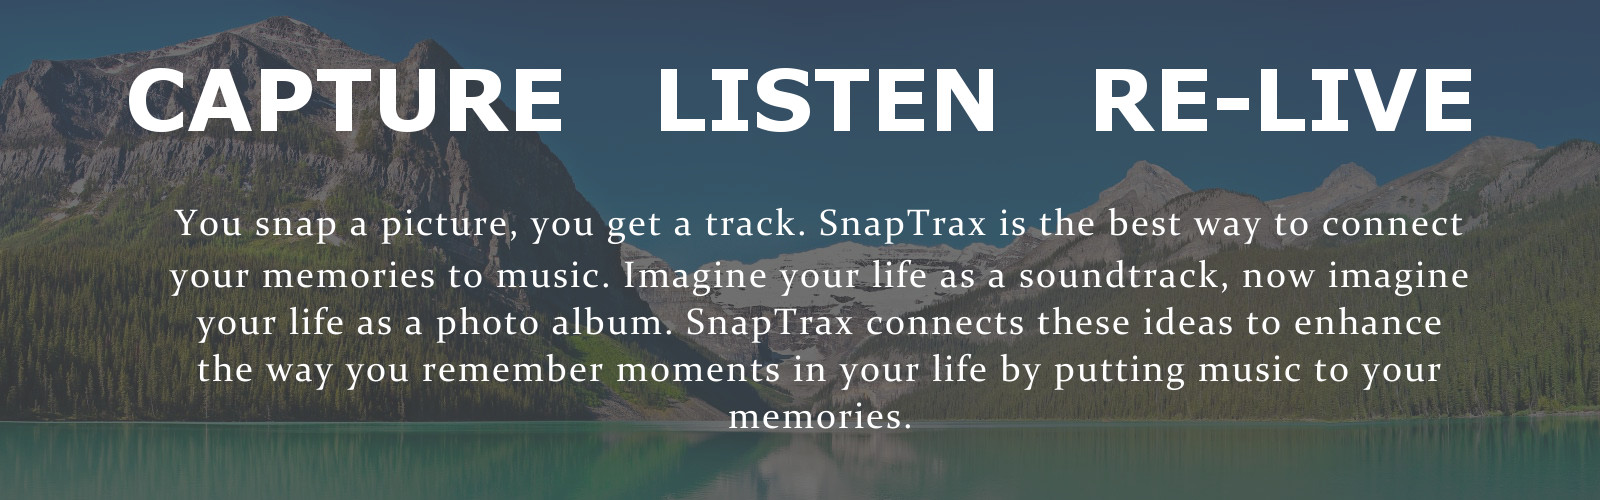 CAPTURE LISTEN RE-LIVE
You snap a picture, you get a track. SnapTrax is the best way to connect
your memories to music. Imagine your life as a soundtrack, now imagine
your life as a photo album. SnapTrax connects these ideas to enhance
the way you remember moments in your life by putting music to your
memories.